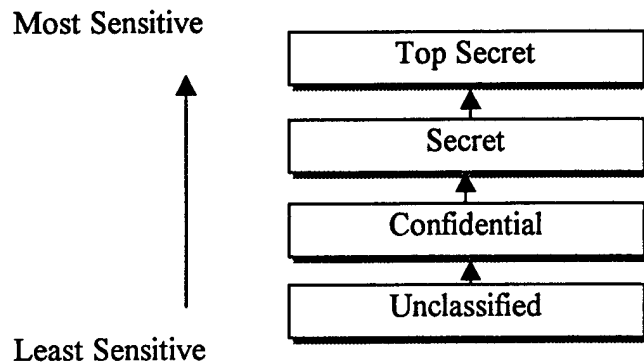 Most Sensitive
Top Secret
Secret
Confidential
Unclassified
Least Sensitive